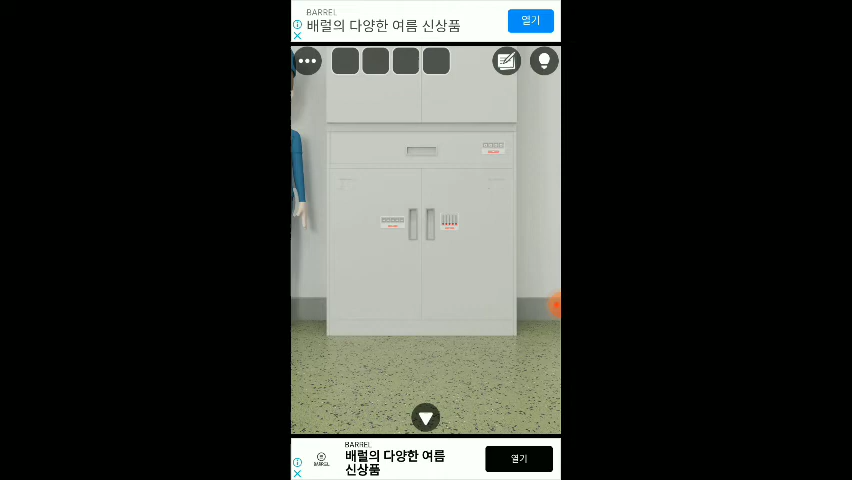 BARREL
배럴의 다양한 여름 신상품
열기
BARREL
배럴의 다양한 여름
신상품
BARREL
열기